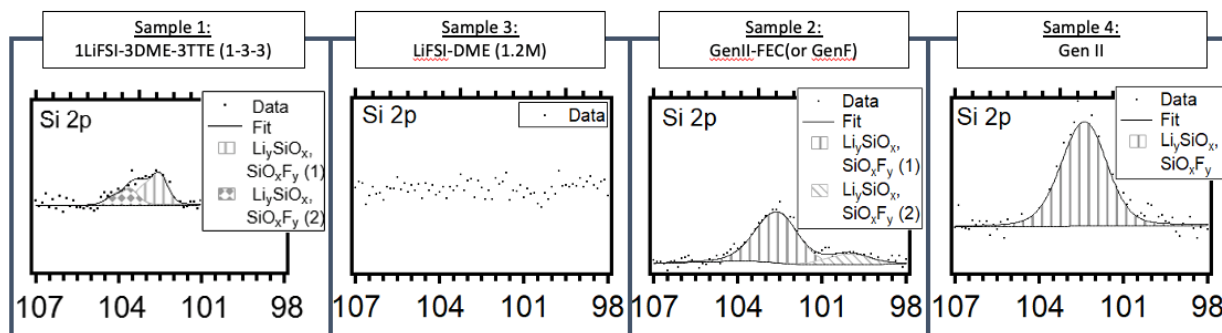 Sample 1:
1LiFSI-3DME-3TTE (1-3-3)
Si 2p
Data
Fit
LiySiOx,
SiOxFy (1)
LiySiOx,
SiOxFy (2)
107 104 101 98
Sample 3:
LiFSI-DME (1.2M)
Si 2p
Data
107 104 101 98
Sample 2:
GenII-FEC(or GenF)
Si 2p
Data
Fit
LiySiOx,
SiOxFy (1)
LiySiOx,
SiOxFy (2)
107 104 101 98
Sample 4:
Gen II
Si 2p
Data
Fit
LiySiOx,
SiOxFy
107 104 101 98